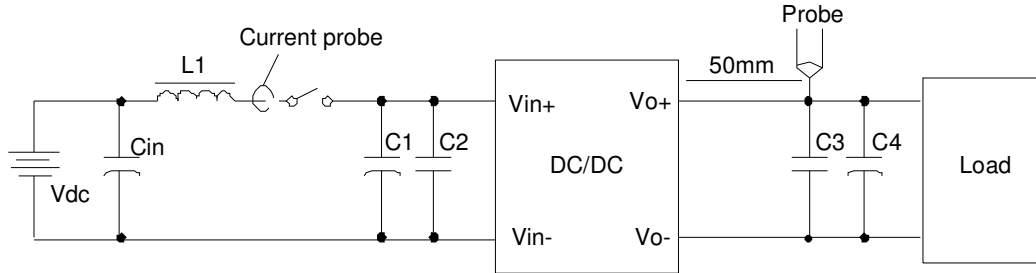 Probe
Current probe
L1
50mm
Vin+
Vo+
Cin
C1
C2
C3
C4
DC/DC
Load
Vdc
Vin-
Vo-